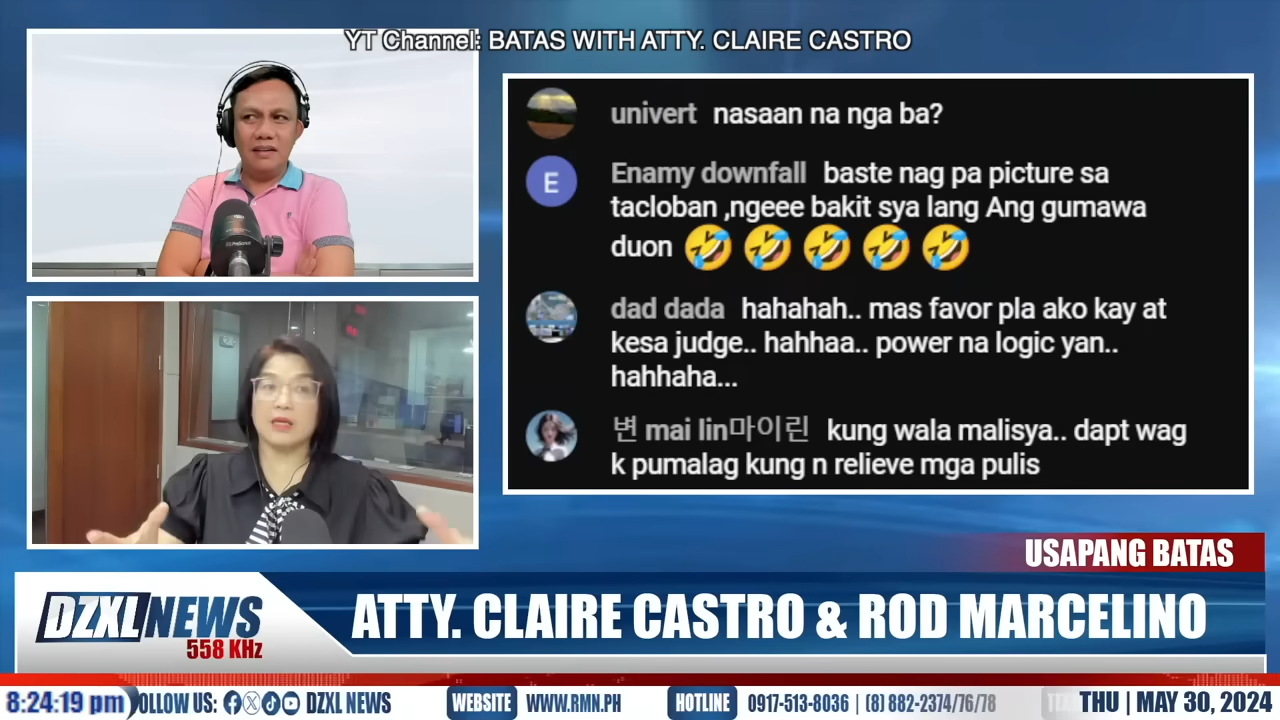 YT Channel: BATAS WITH ATTY. CLAIRE CASTRO
univert nasaan na nga ba?
E
Enamy downfall baste nag pa picture sa
tacloban ,ngeee bakit sya lang Ang gumawa
duon 🤣🤣🤣🤣🤣
dad dada hahahah.. mas favor pla ako kay at
kesa judge.. hahhaa.. power na logic yan..
hahhaha...
변 mai lin마이린 kung wala malisya.. dapt wag
k pumalag kung n relieve mga pulis
USAPANG BATAS
DZXL NEWS
558 KHz
ATTY. CLAIRE CASTRO & ROD MARCELINO
8:24:19 pm OLLOW US: DZXL NEWS WEBSITE WWW.RMN.PH HOTLINE 0917-513-8036 | (8) 882-2374/76/78 THU | MAY 30, 2024